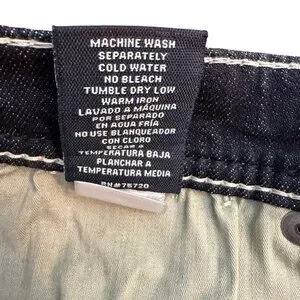 MACHINE WASH
SEPARATELY
COLD WATER
NO BLEACH
TUMBLE DRY LOW
WARM IRON
LAVADO A MÁQUINA
POR SEPARADO
EN AGUA FRÍA
NO USE BLANQUEADOR
CON CLORO
SECAR A
TEMPERATURA BAJA
PLANCHAR A
TEMPERATURA MEDIA
RN#75720